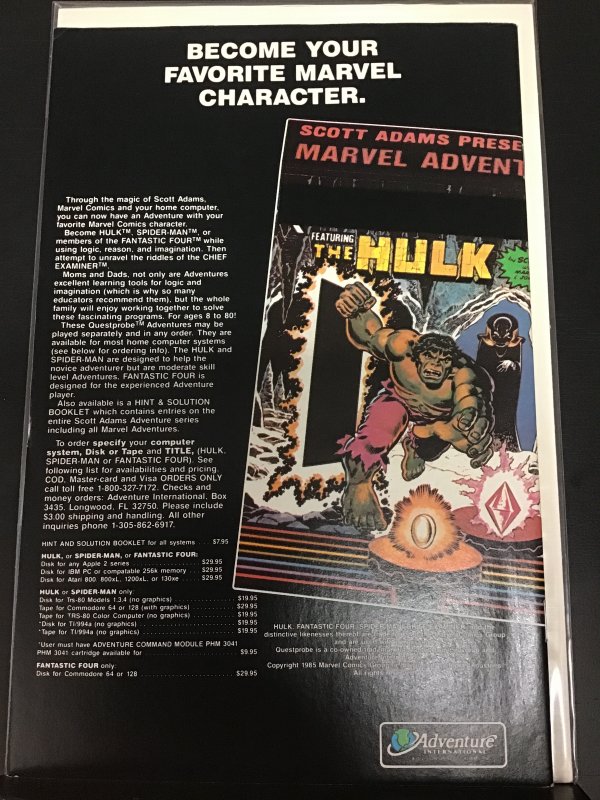 BECOME YOUR
FAVORITE MARVEL
CHARACTER.
SCOTT ADAMS PRESE
MARVEL ADVENT
FEATURING
THE HULK
by SC
MAR
Through the magic of Scott Adams,
Marvel Comics and your home computer,
you can now have an Adventure with your
favorite Marvel Comics character.
Become HULK™, SPIDER-MAN™, or
members of the FANTASTIC FOUR™ while
using logic, reason, and imagination. Then
attempt to unravel the riddles of the CHIEF
EXAMINER™.
Moms and Dads, not only are Adventures
excellent learning tools for logic and
imagination (which is why so many
educators recommend them), but the whole
family will enjoy working together to solve
these fascinating programs. For ages 8 to 80!
These Questprobe™ Adventures may be
played separately and in any order. They are
available for most home computer systems
(see below for ordering info). The HULK and
SPIDER-MAN are designed to help the
novice adventurer but are moderate skill
level Adventures. FANTASTIC FOUR is
designed for the experienced Adventure
player.
Also available is a HINT & SOLUTION
BOOKLET which contains entries on the
entire Scott Adams Adventure series
including all Marvel Adventures.
To order specify your computer
system, Disk or Tape and TITLE, (HULK,
SPIDER-MAN or FANTASTIC FOUR). See
following list for availabilities and pricing.
COD, Master-card and Visa ORDERS ONLY
call toll free 1-800-327-7172. Checks and
money orders: Adventure International, Box
3435, Longwood, FL 32750. Please include
$3.00 shipping and handling. All other
inquiries phone 1-305-862-6917.
HINT AND SOLUTION BOOKLET for all systems . . . $7.95
HULK, or SPIDER-MAN, or FANTASTIC FOUR:
Disk for any Apple 2 series . . . $29.95
Disk for IBM PC or compatable 256k memory . . . $29.95
Disk for Atari 800, 800xL, 1200xL, or 130xe . . . $29.95
HULK or SPIDER-MAN only:
Disk for Trs-80 Models 1,3,4 (no graphics) . . . $19.95
Tape for Commodore 64 or 128 (with graphics) . . . $29.95
Tape for TRS-80 Color Computer (no graphics) . . . $19.95
*Disk for TI/994a (no graphics) . . . $19.95
*Tape for TI/994a (no graphics) . . . $19.95
*User must have ADVENTURE COMMAND MODULE PHM 3041
PHM 3041 cartridge available for . . . $9.95
FANTASTIC FOUR only:
Disk for Commodore 64 or 128 . . . $29.95
HULK, FANTASTIC FOUR, SPIDER-MAN
distinctive likenesses thereof are Group
and are
Questprobe is a co-owned
Copyright 1985 Marvel Comics Group
All rights
Adventure
INTERNATIONAL